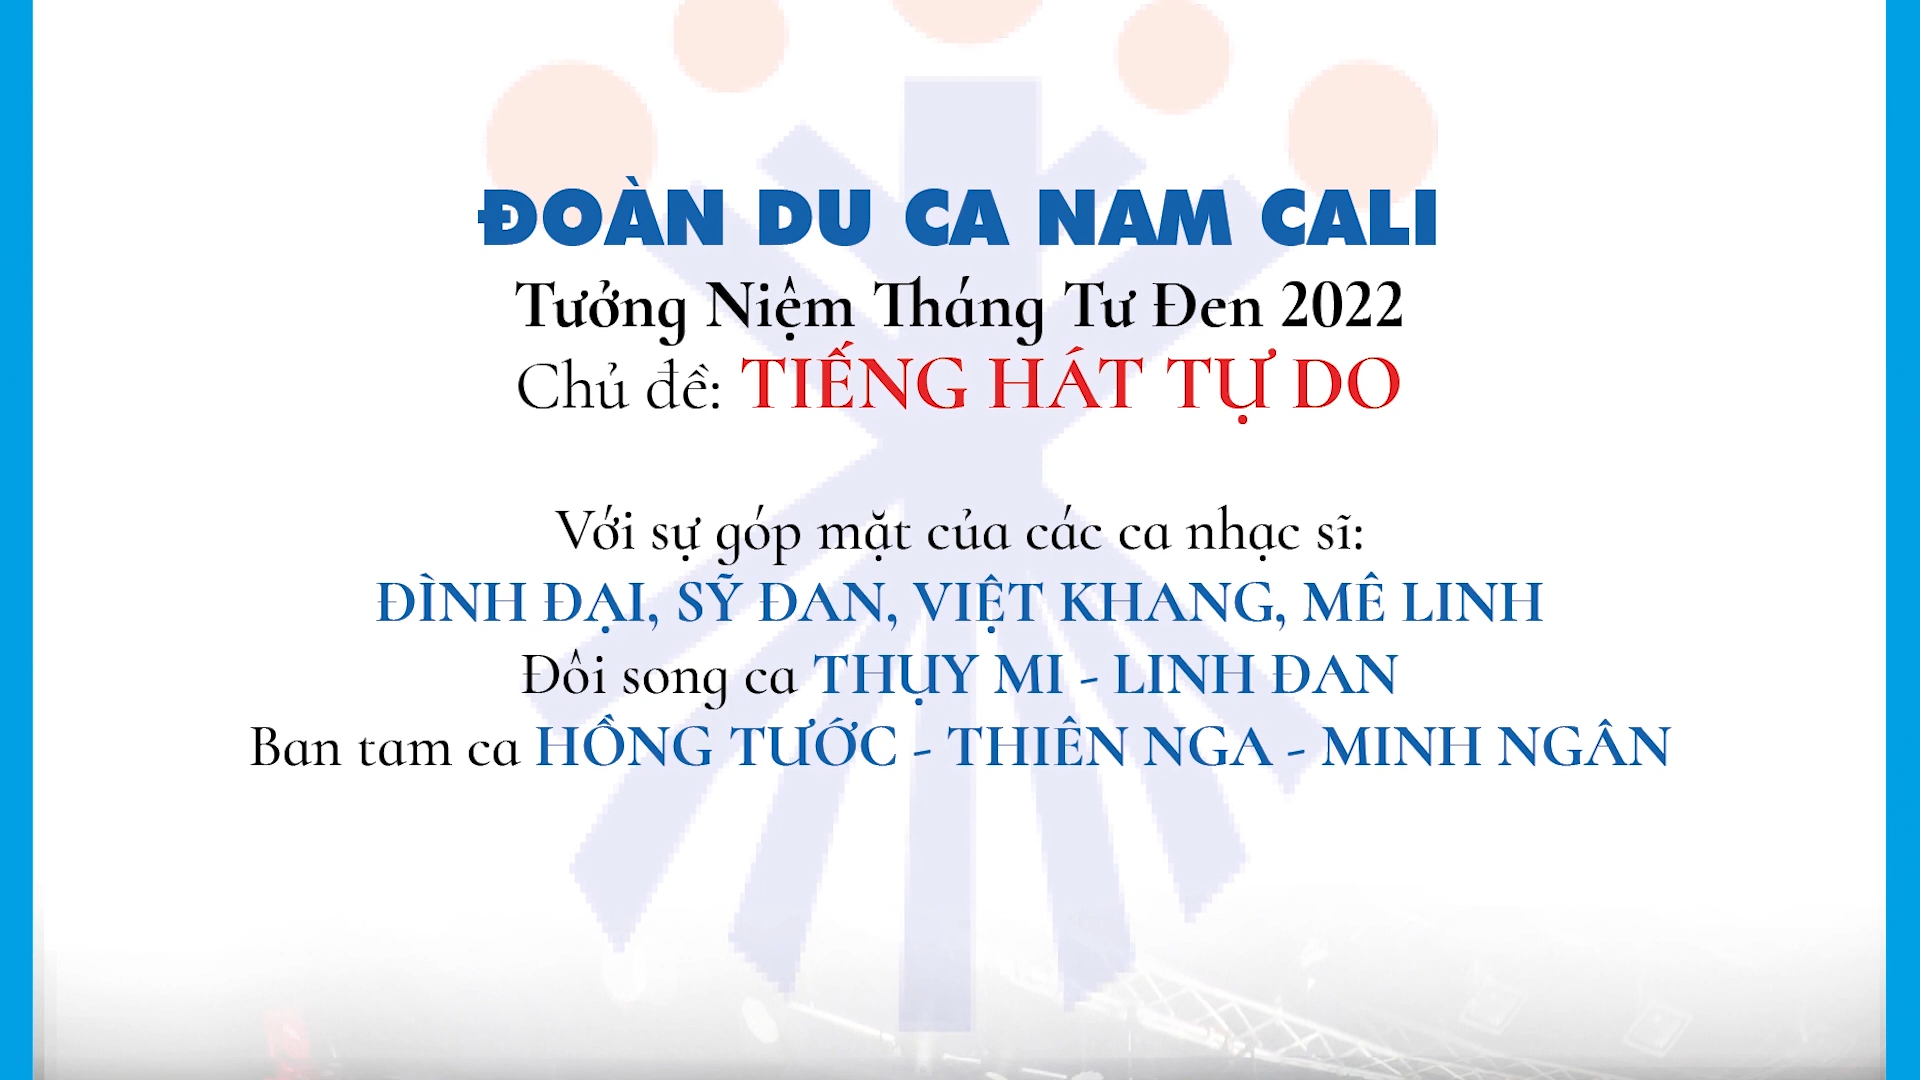 ĐOÀN DU CA NAM CALI
Tưởng Niệm Tháng Tư Đen 2022
Chủ đề: TIẾNG HÁT TỰ DO
Với sự góp mặt của các ca nhạc sĩ:
ĐÌNH ĐẠI, SỸ ĐAN, VIỆT KHANG, MÊ LINH
Đôi song ca THỤY MI - LINH ĐAN
Ban tam ca HỒNG TƯỚC - THIÊN NGA - MINH NGÂN